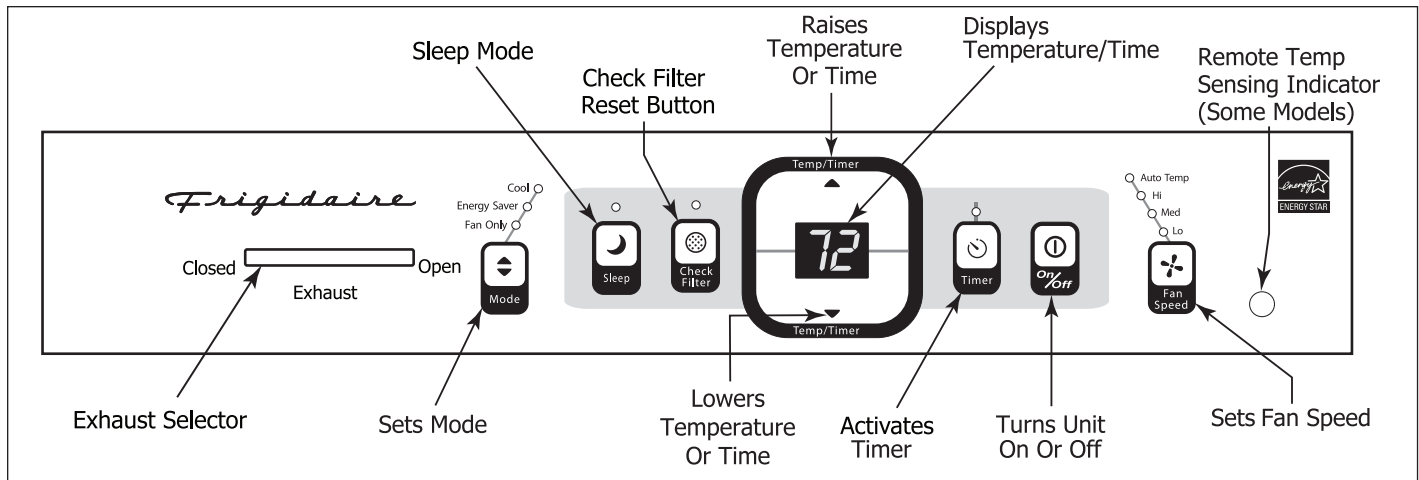 Sleep Mode
Check Filter
Reset Button
Raises
Temperature
Or Time
Displays
Temperature/Time
Remote Temp
Sensing Indicator
(Some Models)
Frigidaire
Closed
Open
Exhaust
Cool
Energy Saver
Fan Only
Mode
Sleep
Check
Filter
Temp/Timer
72
Temp/Timer
Timer
On/Off
Auto Temp
Hi
Med
Lo
Fan
Speed
energy
ENERGY STAR
Exhaust Selector
Sets Mode
Lowers
Temperature
Or Time
Activates
Timer
Turns Unit
On Or Off
Sets Fan Speed